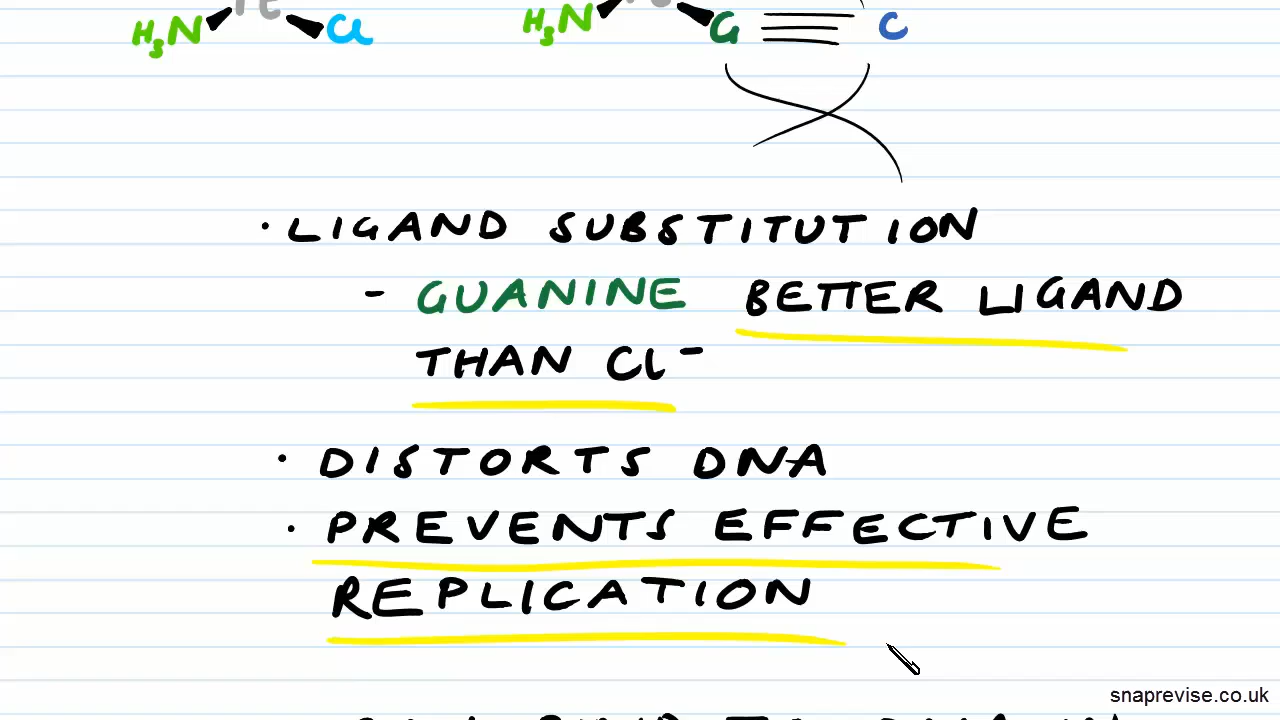 H3N Cl H3N G C
· LIGAND SUBSTITUTION
- GUANINE BETTER LIGAND
THAN Cl⁻
· DISTORTS DNA
· PREVENTS EFFECTIVE
REPLICATION
snaprevise.co.uk